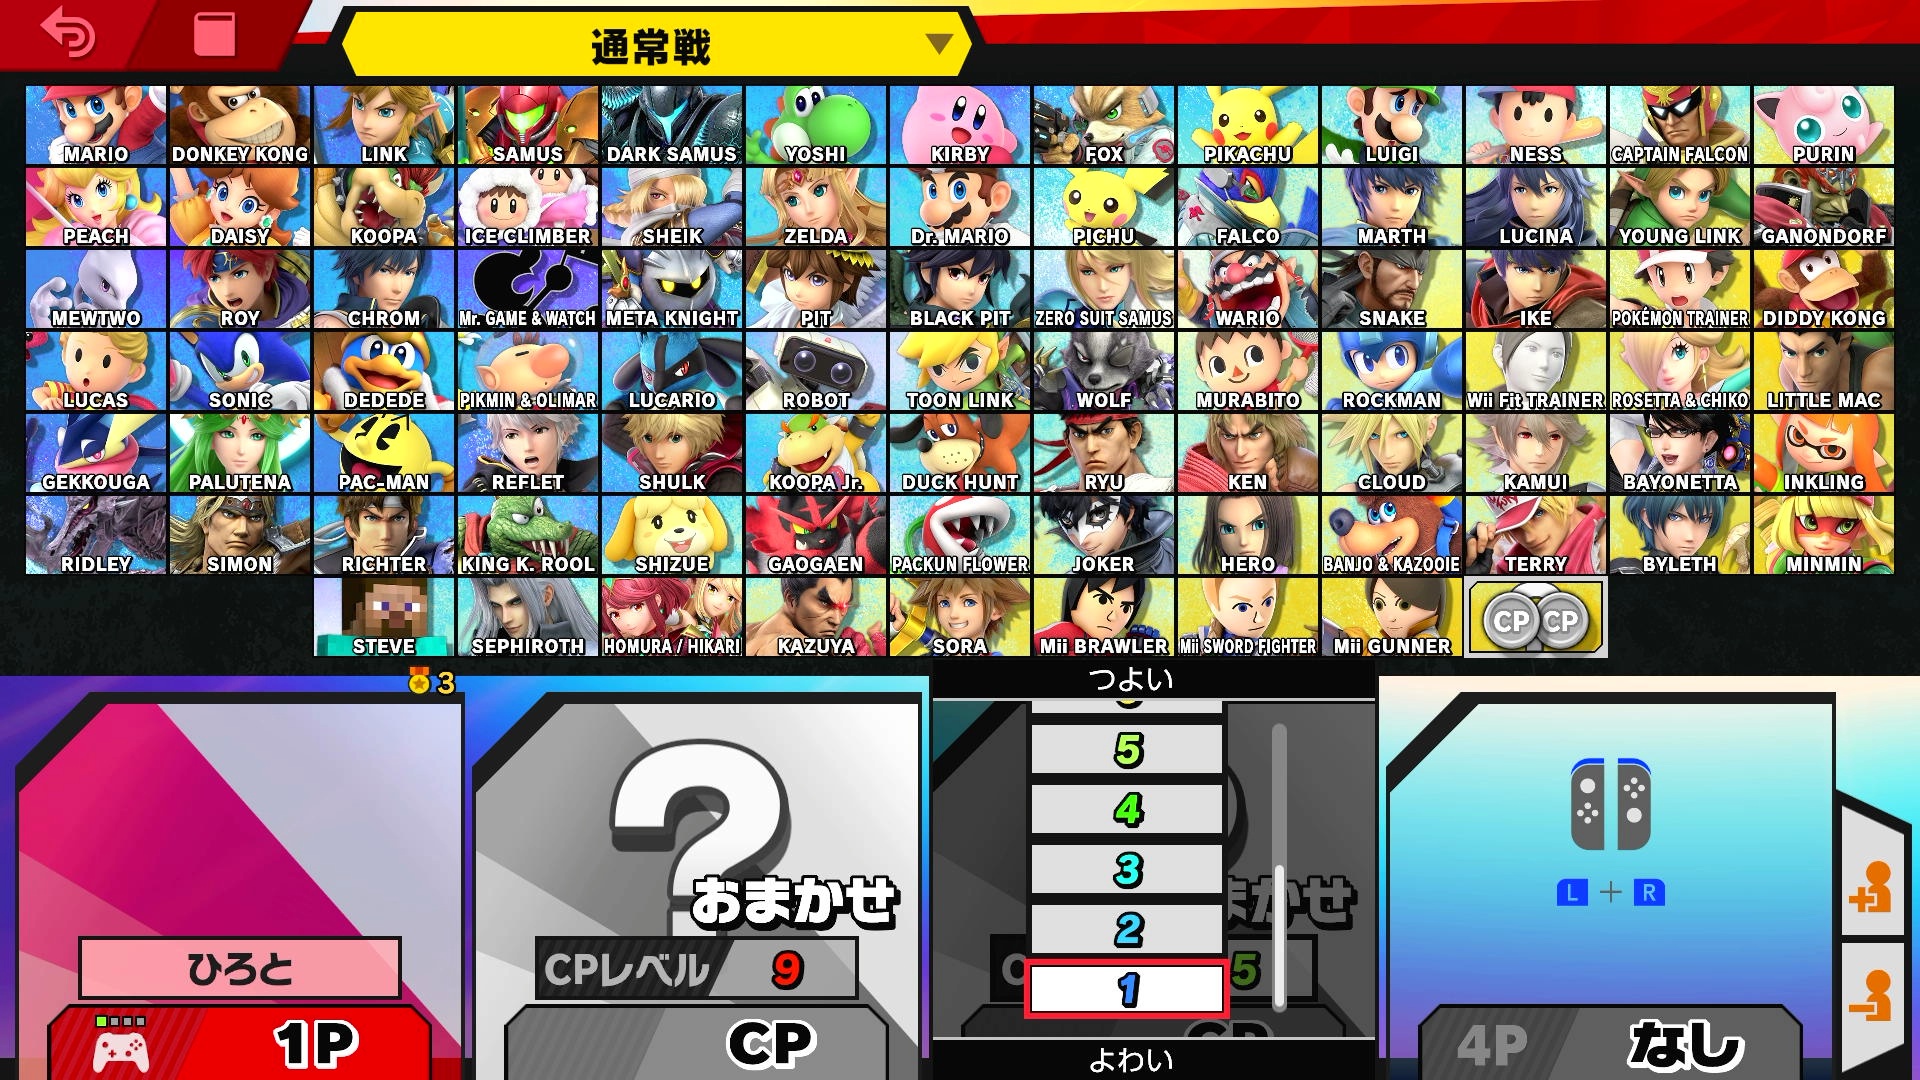 通常戦
MARIO DONKEY KONG LINK SAMUS DARK SAMUS YOSHI KIRBY FOX PIKACHU LUIGI NESS CAPTAIN FALCON PURIN
PEACH DAISY KOOPA ICE CLIMBER SHEIK ZELDA Dr. MARIO PICHU FALCO MARTH LUCINA YOUNG LINK GANONDORF
MEWTWO ROY CHROM Mr. GAME & WATCH META KNIGHT PIT BLACK PIT ZERO SUIT SAMUS WARIO SNAKE IKE POKÉMON TRAINER DIDDY KONG
LUCAS SONIC DEDEDE PIKMIN & OLIMAR LUCARIO ROBOT TOON LINK WOLF MURABITO ROCKMAN Wii Fit TRAINER ROSETTA & CHIKO LITTLE MAC
GEKKOUGA PALUTENA PAC-MAN REFLET SHULK KOOPA Jr. DUCK HUNT RYU KEN CLOUD KAMUI BAYONETTA INKLING
RIDLEY SIMON RICHTER KING K. ROOL SHIZUE GAOGAEN PACKUN FLOWER JOKER HERO BANJO & KAZOOIE TERRY BYLETH MINMIN
STEVE SEPHIROTH HOMURA / HIKARI KAZUYA SORA Mii BRAWLER Mii SWORD FIGHTER Mii GUNNER CP CP
3
つよい
5
4
3
2
1
よわい
おまかせ
かせ
ひろと
CPレベル 9
5
L + R
1P
CP
CP
4P なし